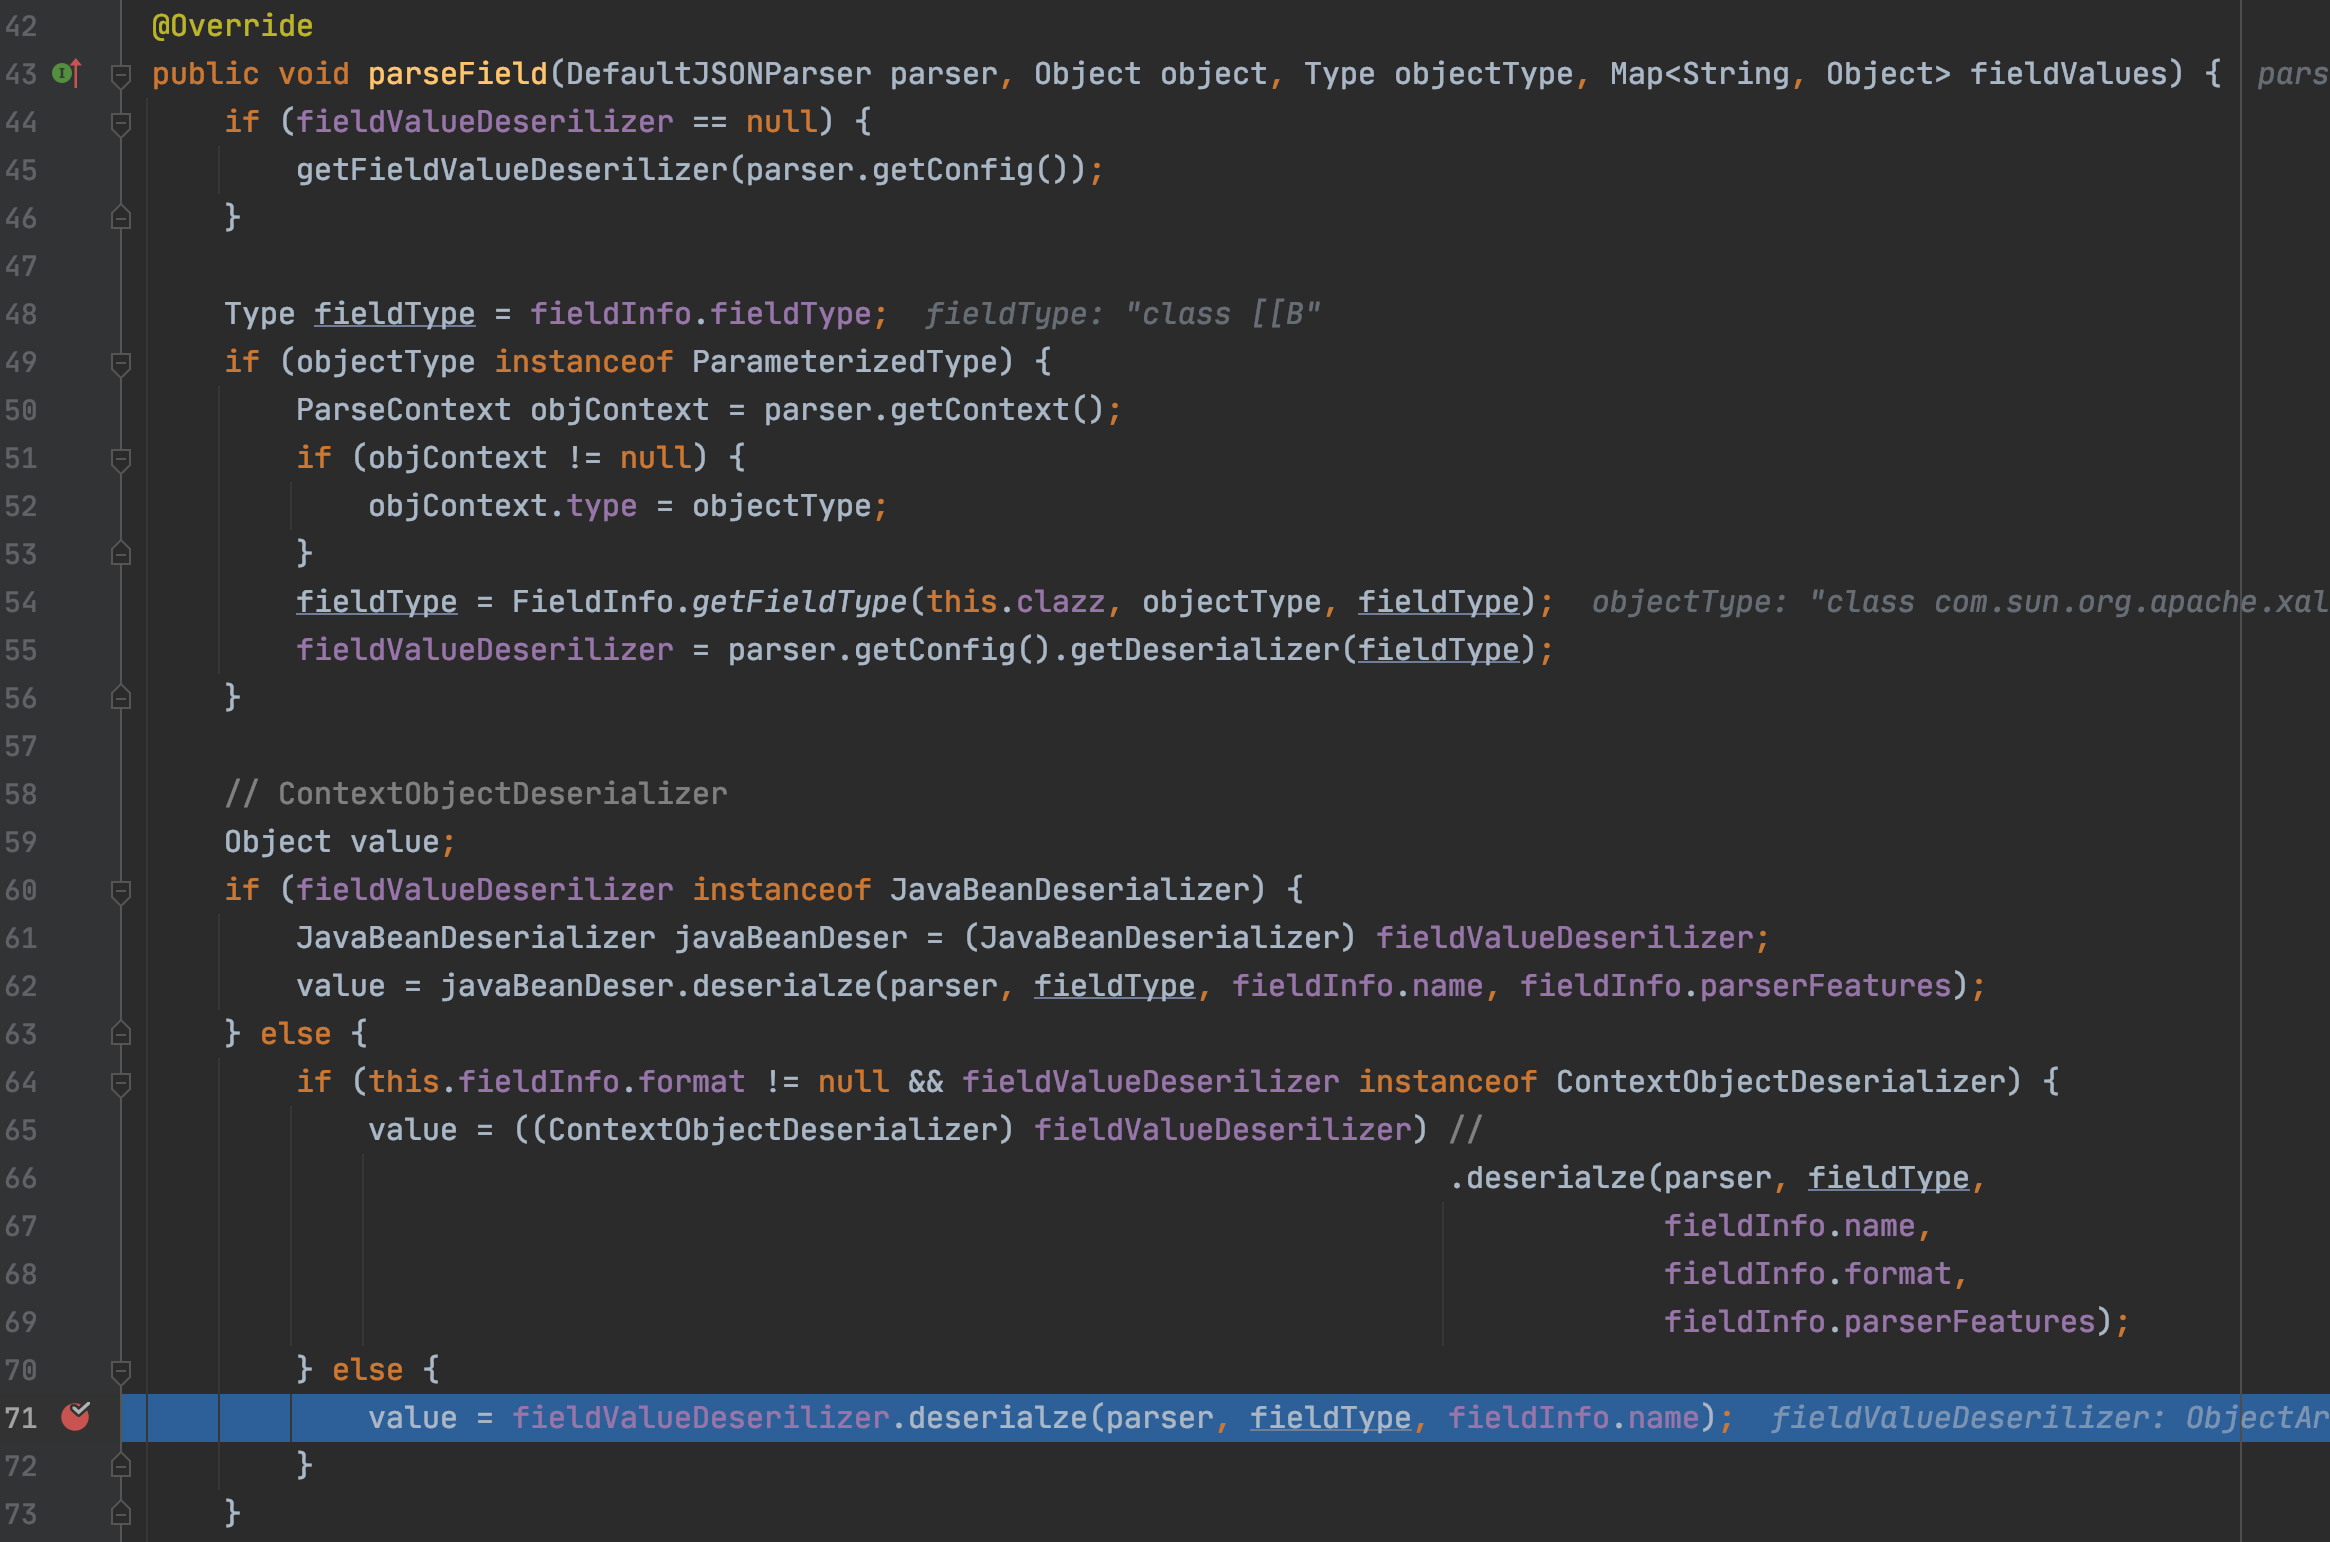 42 @Override
43 public void parseField(DefaultJSONParser parser, Object object, Type objectType, Map<String, Object> fieldValues) {
44 if (fieldValueDeserilizer == null) {
45 getFieldValueDeserilizer(parser.getConfig());
46 }
47
48 Type fieldType = fieldInfo.fieldType; fieldType: "class [[B"
49 if (objectType instanceof ParameterizedType) {
50 ParseContext objContext = parser.getContext();
51 if (objContext != null) {
52 objContext.type = objectType;
53 }
54 fieldType = FieldInfo.getFieldType(this.clazz, objectType, fieldType); objectType: "class com.sun.org.apache.xal
55 fieldValueDeserilizer = parser.getConfig().getDeserializer(fieldType);
56 }
57
58 // ContextObjectDeserializer
59 Object value;
60 if (fieldValueDeserilizer instanceof JavaBeanDeserializer) {
61 JavaBeanDeserializer javaBeanDeser = (JavaBeanDeserializer) fieldValueDeserilizer;
62 value = javaBeanDeser.deserialze(parser, fieldType, fieldInfo.name, fieldInfo.parserFeatures);
63 } else {
64 if (this.fieldInfo.format != null && fieldValueDeserilizer instanceof ContextObjectDeserializer) {
65 value = ((ContextObjectDeserializer) fieldValueDeserilizer) //
66 .deserialze(parser, fieldType,
67 fieldInfo.name,
68 fieldInfo.format,
69 fieldInfo.parserFeatures);
70 } else {
71 value = fieldValueDeserilizer.deserialze(parser, fieldType, fieldInfo.name); fieldValueDeserilizer: ObjectAr
72 }
73 }